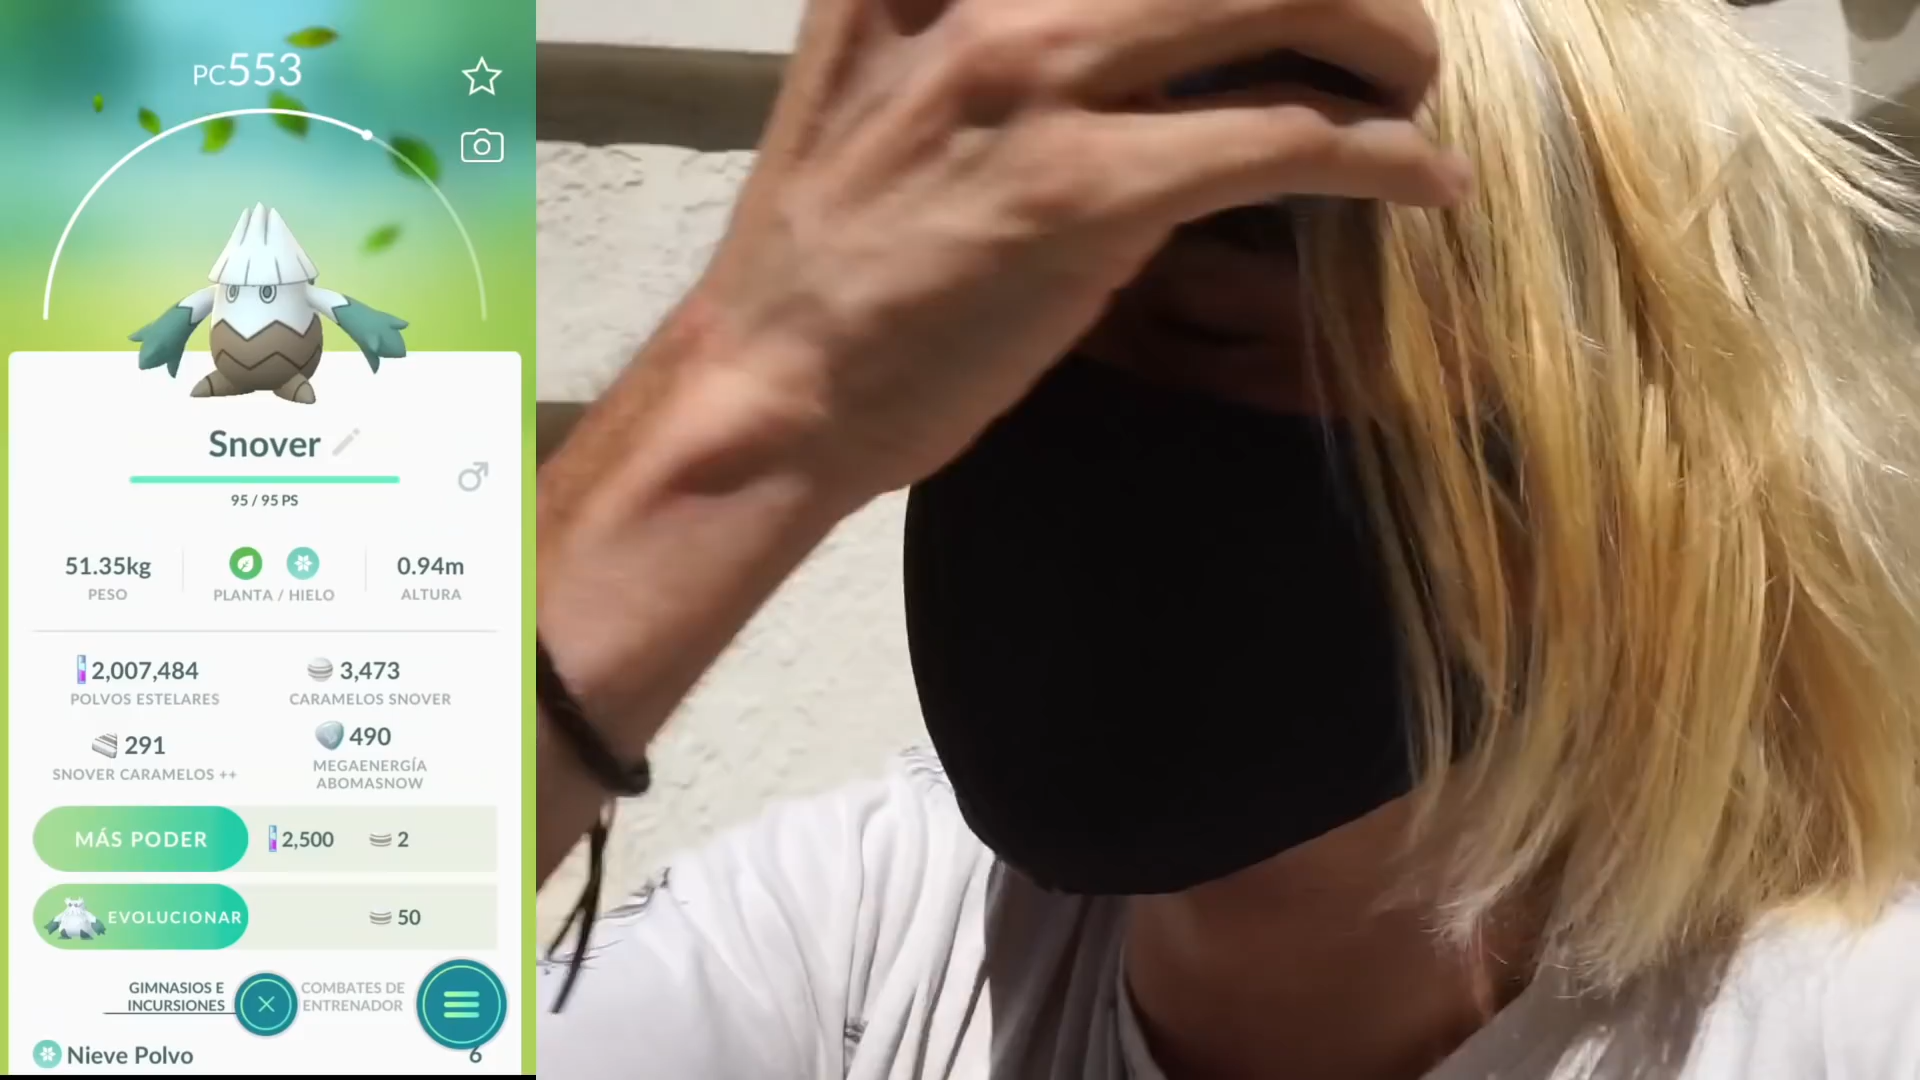 PC553
Snover
95 / 95 PS
51.35kg
PESO
PLANTA / HIELO
0.94m
ALTURA
2,007,484
POLVOS ESTELARES
3,473
CARAMELOS SNOVER
291
SNOVER CARAMELOS ++
490
MEGAENERGÍA
ABOMASNOW
MÁS PODER
2,500
2
EVOLUCIONAR
50
GIMNASIOS E
INCURSIONES
COMBATES DE
ENTRENADOR
Nieve Polvo
6